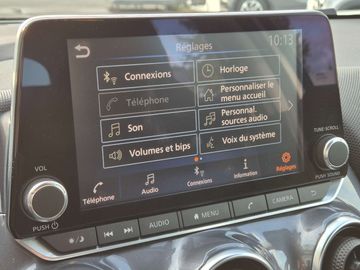 Réglages
10:13
Connexions
Horloge
Téléphone
Personnaliser le menu accueil
Son
Personnal. sources audio
Volumes et bips
Voix du système
Téléphone
Audio
Connexions
Information
Réglages
VOL
PUSH
TUNE·SCROLL
PUSH SOUND
AUDIO
MENU
CAMERA